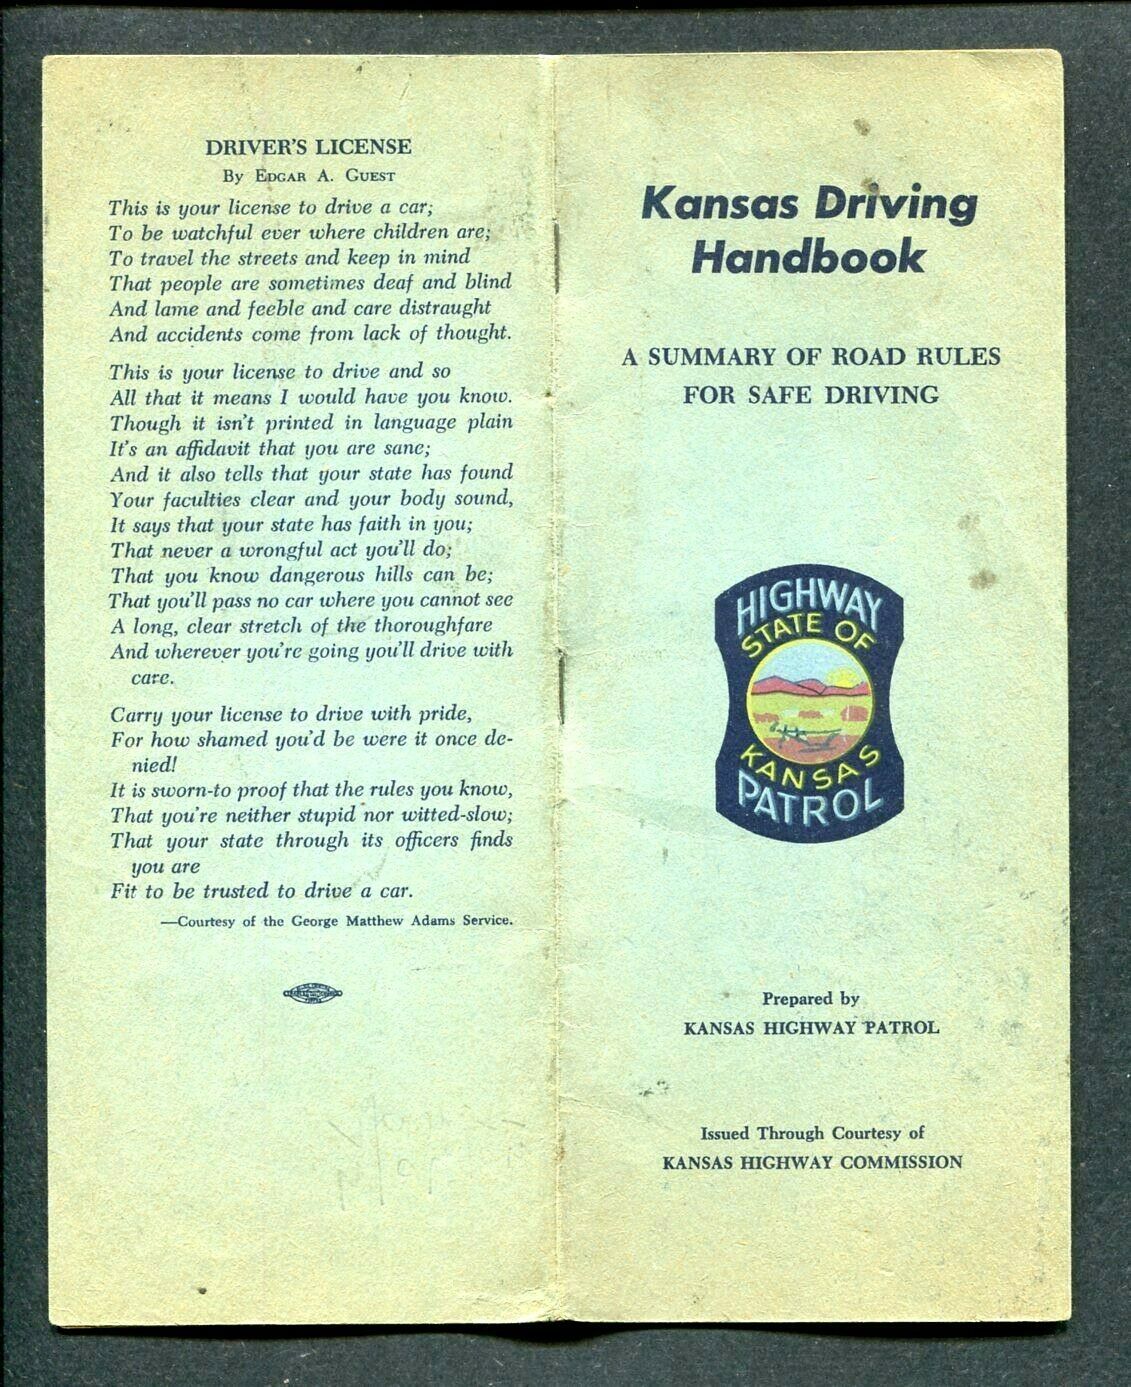 DRIVER'S LICENSE
By Edgar A. Guest
This is your license to drive a car;
To be watchful ever where children are;
To travel the streets and keep in mind
That people are sometimes deaf and blind
And lame and feeble and care distraught
And accidents come from lack of thought.
This is your license to drive and so
All that it means I would have you know.
Though it isn't printed in language plain
It's an affidavit that you are sane;
And it also tells that your state has found
Your faculties clear and your body sound,
It says that your state has faith in you;
That never a wrongful act you'll do;
That you know dangerous hills can be;
That you'll pass no car where you cannot see
A long, clear stretch of the thoroughfare
And wherever you're going you'll drive with
care.
Carry your license to drive with pride,
For how shamed you'd be were it once de-
nied!
It is sworn-to proof that the rules you know,
That you're neither stupid nor witted-slow;
That your state through its officers finds
you are
Fit to be trusted to drive a car.
—Courtesy of the George Matthew Adams Service.
Kansas Driving
Handbook
A SUMMARY OF ROAD RULES
FOR SAFE DRIVING
HIGHWAY
STATE OF
KANSAS
PATROL
Prepared by
KANSAS HIGHWAY PATROL
Issued Through Courtesy of
KANSAS HIGHWAY COMMISSION